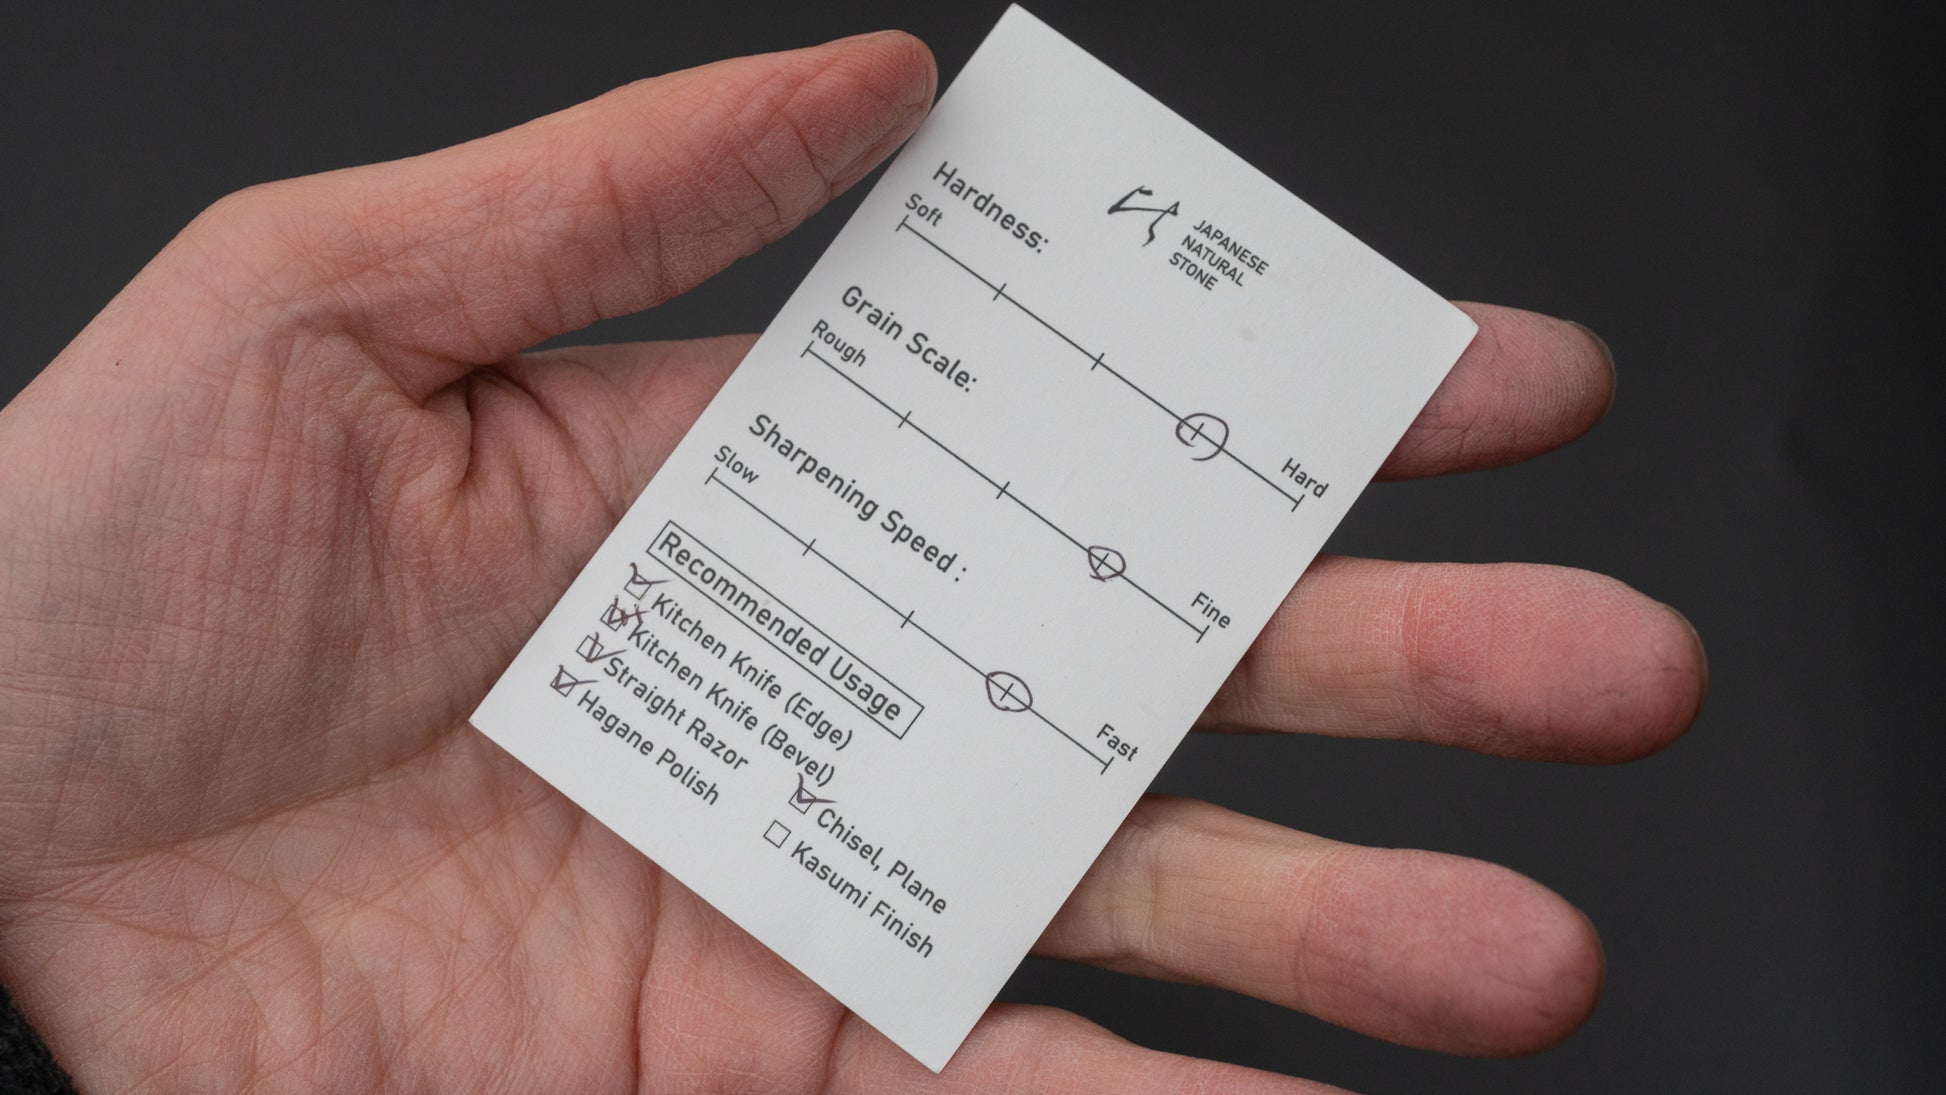 JAPANESE
NATURAL
STONE
Hardness:
Soft
Hard
Grain Scale:
Rough
Fine
Sharpening Speed :
Slow
Fast
Recommended Usage
Kitchen Knife (Edge)
Kitchen Knife (Bevel)
Straight Razor
Hagane Polish
Chisel, Plane
Kasumi Finish